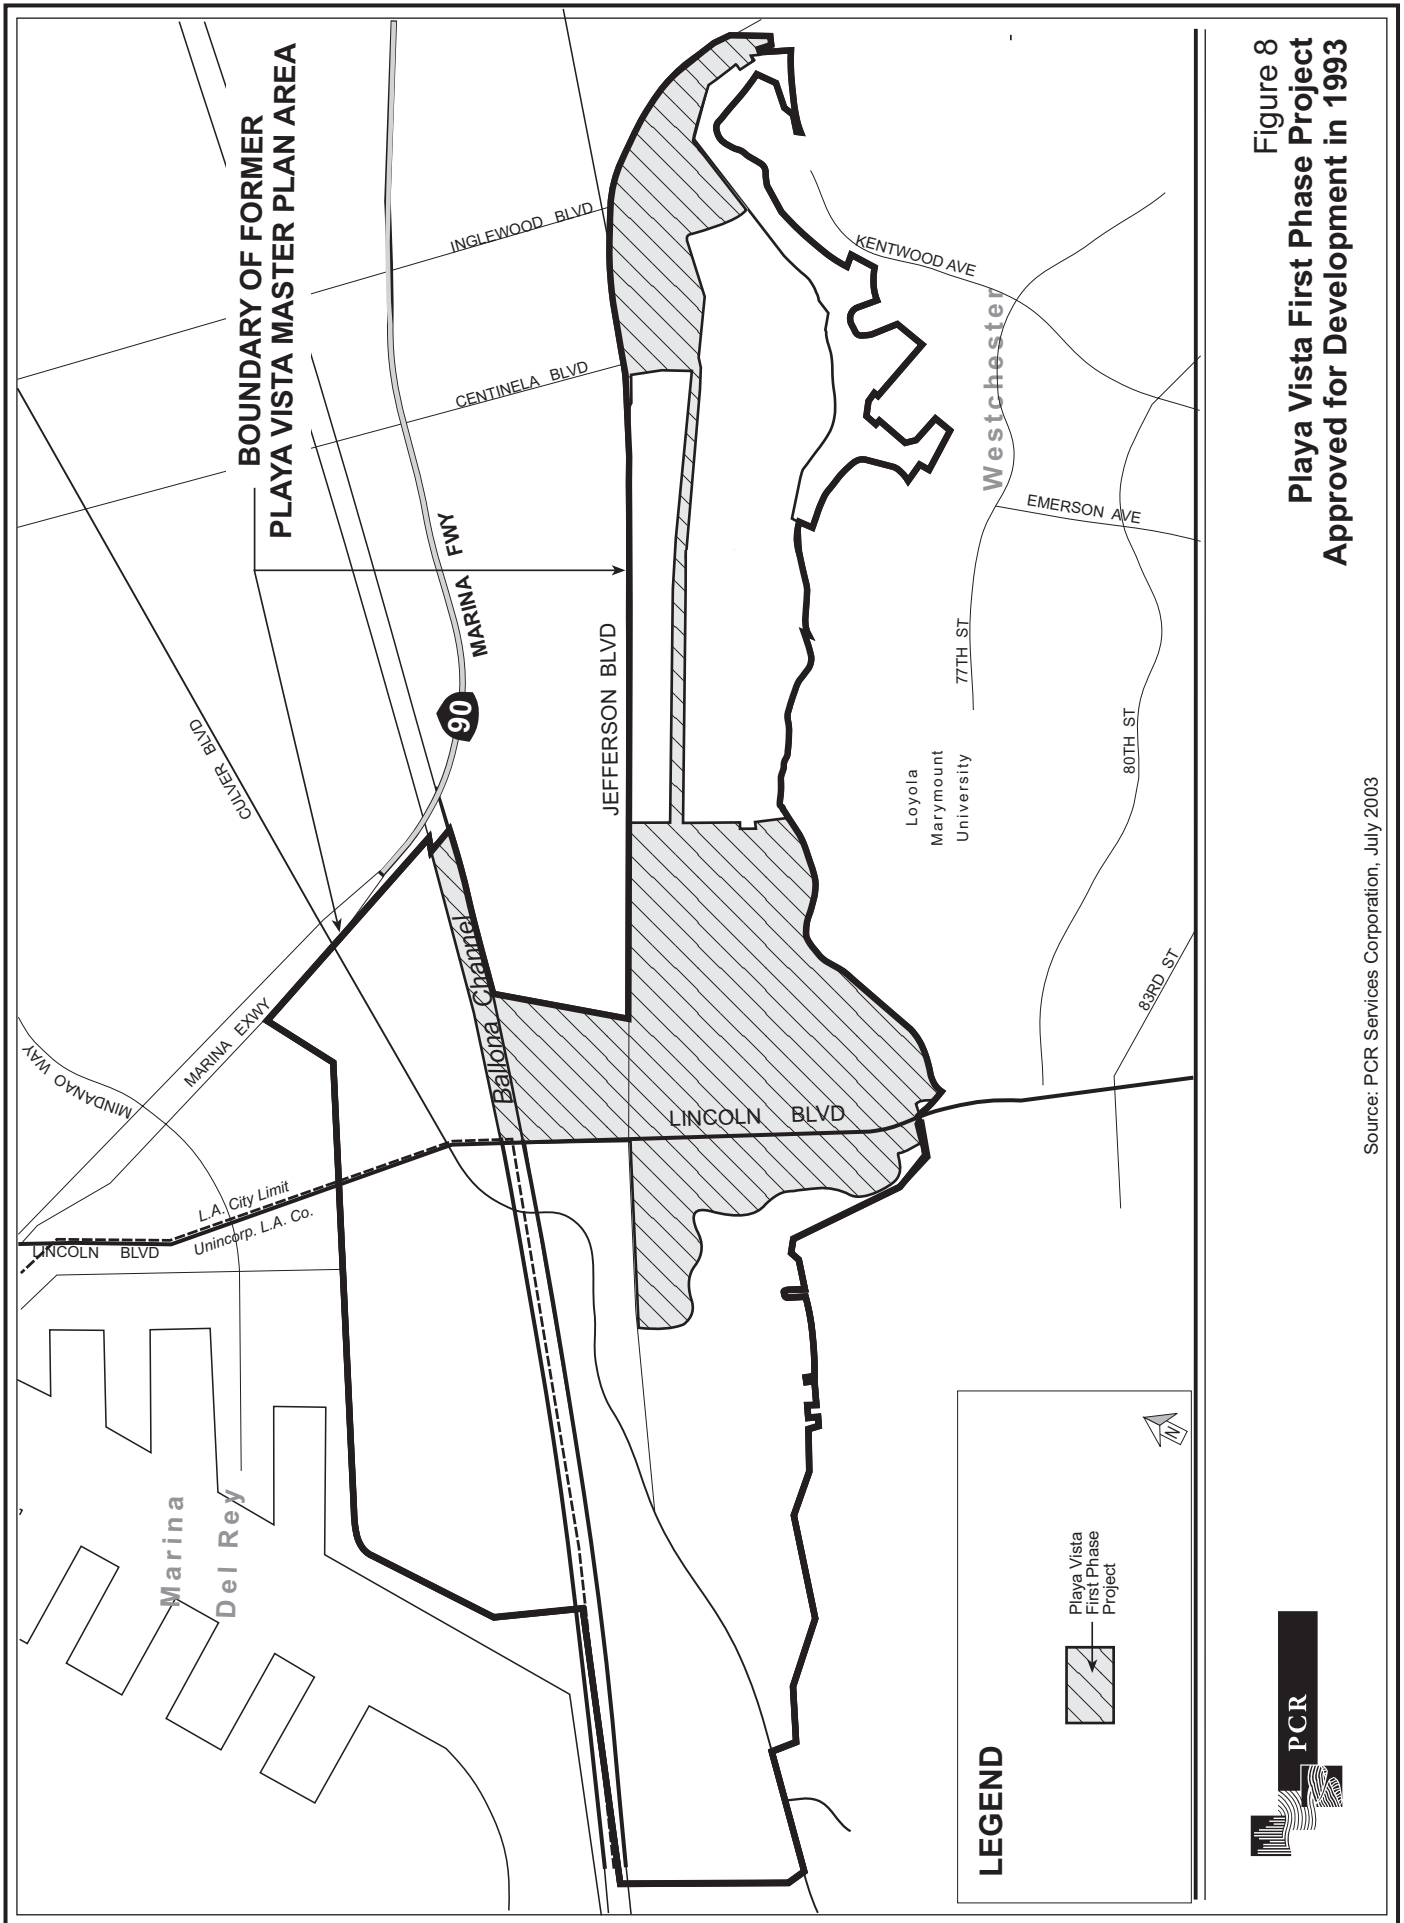 BOUNDARY OF FORMER
PLAYA VISTA MASTER PLAN AREA
INGLEWOOD BLVD
CENTINELA BLVD
MARINA FWY
90
CULVER BLVD
JEFFERSON BLVD
MARINA EXWY
MINDANAO WAY
Ballona Channel
LINCOLN BLVD
L.A. City Limit
Unincorp. L.A. Co.
LINCOLN BLVD
Marina
Del Rey
KENTWOOD AVE
Westchester
EMERSON AVE
77TH ST
80TH ST
83RD ST
Loyola
Marymount
University
LEGEND
Playa Vista
First Phase
Project
N
PCR
Figure 8
Playa Vista First Phase Project
Approved for Development in 1993
Source: PCR Services Corporation, July 2003